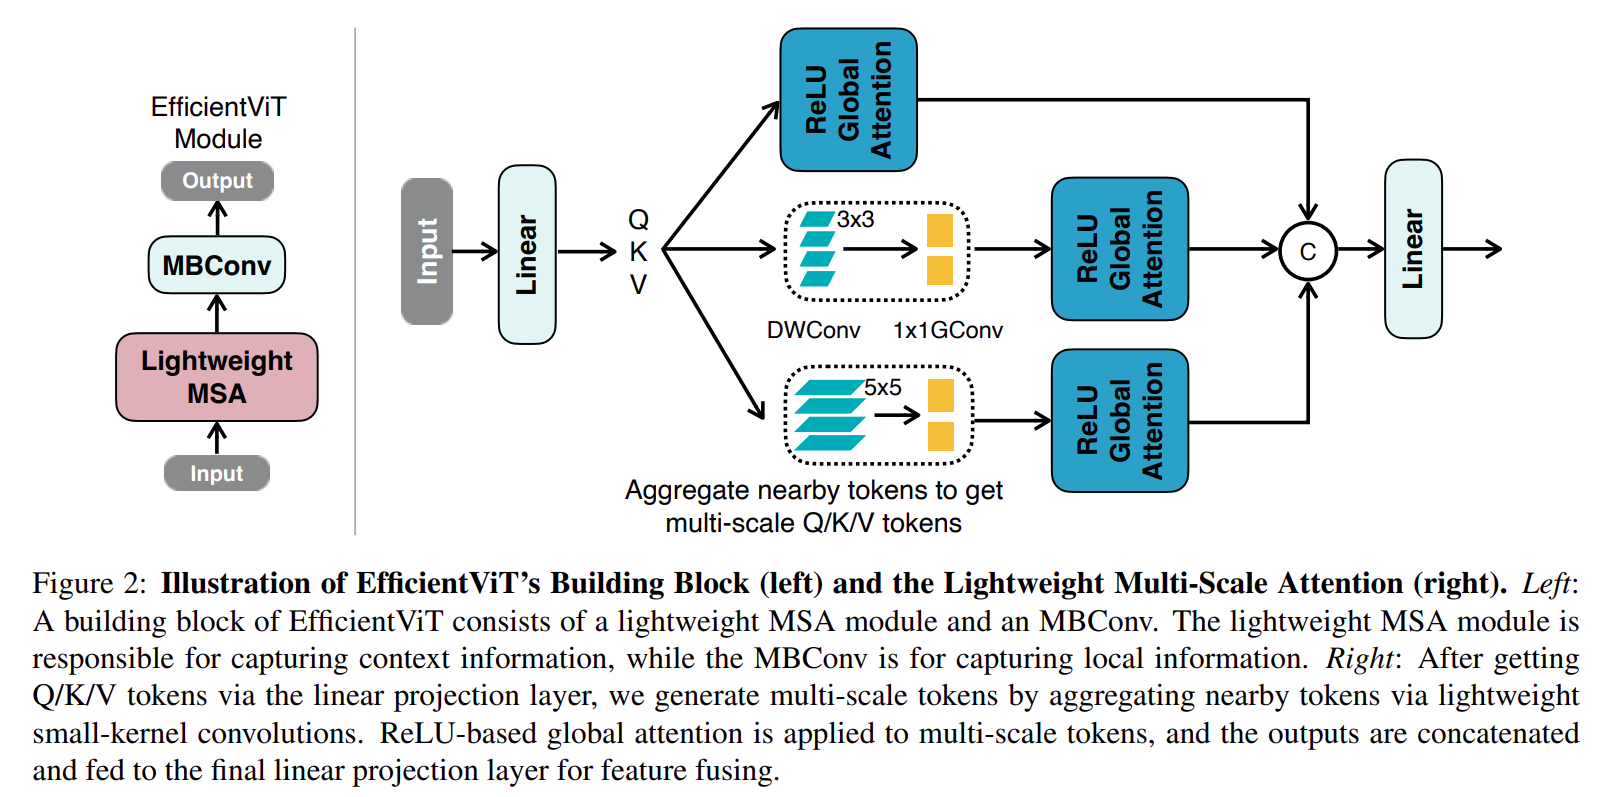 EfficientViT
Module
Output
MBConv
Lightweight
MSA
Input
Input
Linear
Q
K
V
ReLU
Global
Attention
3x3
DWConv
1x1GConv
ReLU
Global
Attention
5x5
ReLU
Global
Attention
Aggregate nearby tokens to get
multi-scale Q/K/V tokens
C
Linear
Figure 2: Illustration of EfficientViT's Building Block (left) and the Lightweight Multi-Scale Attention (right). Left:
A building block of EfficientViT consists of a lightweight MSA module and an MBConv. The lightweight MSA module is
responsible for capturing context information, while the MBConv is for capturing local information. Right: After getting
Q/K/V tokens via the linear projection layer, we generate multi-scale tokens by aggregating nearby tokens via lightweight
small-kernel convolutions. ReLU-based global attention is applied to multi-scale tokens, and the outputs are concatenated
and fed to the final linear projection layer for feature fusing.